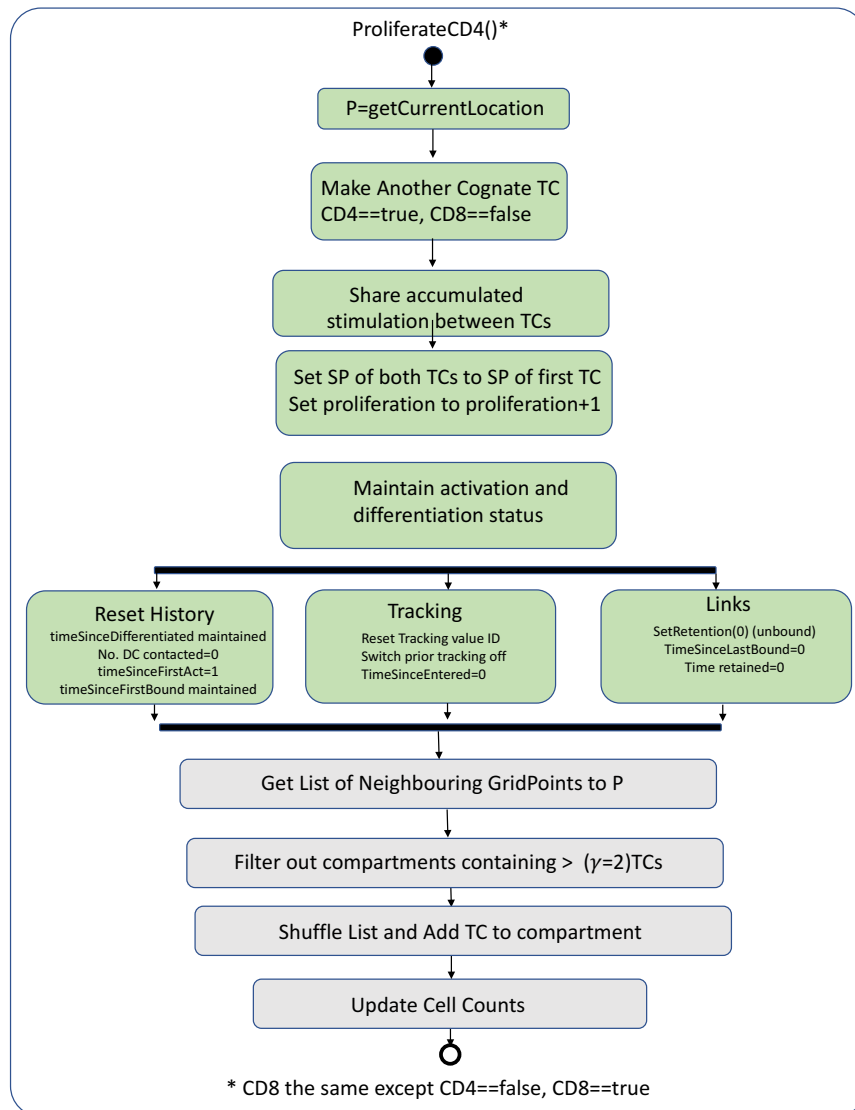 ProliferateCD4()*
P=getCurrentLocation
Make Another Cognate TC
CD4==true, CD8==false
Share accumulated
stimulation between TCs
Set SP of both TCs to SP of first TC
Set proliferation to proliferation+1
Maintain activation and
differentiation status
Reset History
timeSinceDifferentiated maintained
No. DC contacted=0
timeSinceFirstAct=1
timeSinceFirstBound maintained
Tracking
Reset Tracking value ID
Switch prior tracking off
TimeSinceEntered=0
Links
SetRetention(0) (unbound)
TimeSinceLastBound=0
Time retained=0
Get List of Neighbouring GridPoints to P
Filter out compartments containing > (γ=2)TCs
Shuffle List and Add TC to compartment
Update Cell Counts
* CD8 the same except CD4==false, CD8==true